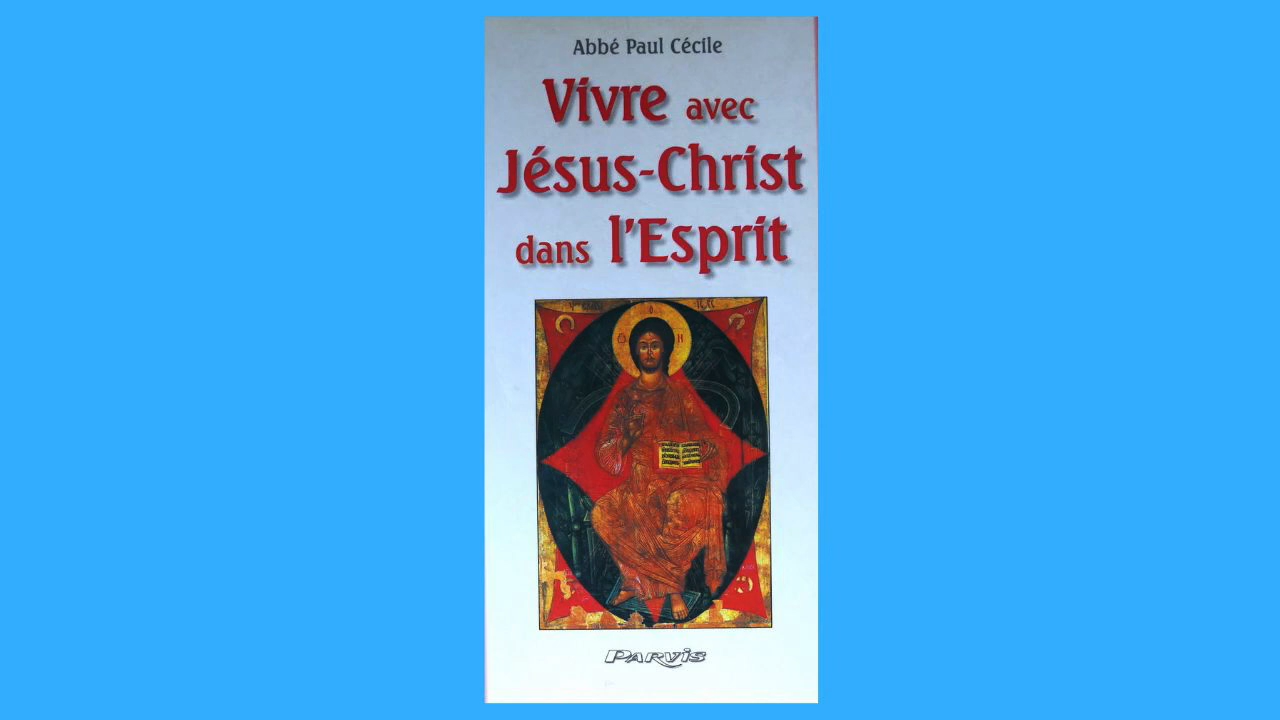 Abbé Paul Cécile
Vivre avec
Jésus-Christ
dans l'Esprit
PARVIS